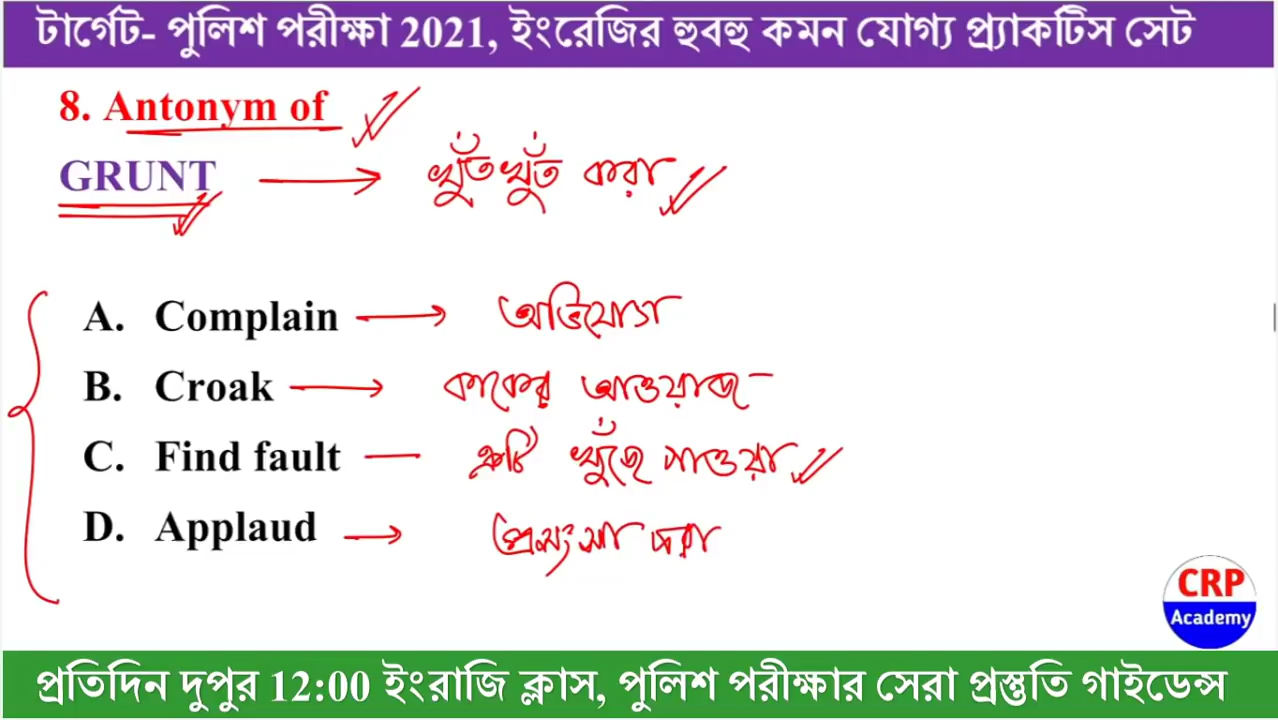 টার্গেট- পুলিশ পরীক্ষা 2021, ইংরেজির হুবহু কমন যোগ্য প্র্যাকটিস সেট
8. Antonym of
GRUNT → খুঁতখুঁত করা
A. Complain → অভিযোগ
B. Croak → কাকের আওয়াজ
C. Find fault — ত্রুটি খুঁজে পাওয়া
D. Applaud → প্রশংসা করা
CRP
Academy
প্রতিদিন দুপুর 12:00 ইংরাজি ক্লাস, পুলিশ পরীক্ষার সেরা প্রস্তুতি গাইডেন্স